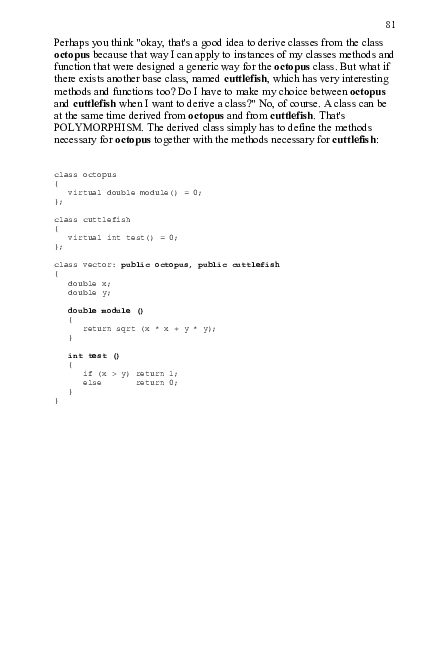 81
Perhaps you think "okay, that's a good idea to derive classes from the class
octopus because that way I can apply to instances of my classes methods and
function that were designed a generic way for the octopus class. But what if
there exists another base class, named cuttlefish, which has very interesting
methods and functions too? Do I have to make my choice between octopus
and cuttlefish when I want to derive a class?" No, of course. A class can be
at the same time derived from octopus and from cuttlefish. That's
POLYMORPHISM. The derived class simply has to define the methods
necessary for octopus together with the methods necessary for cuttlefish:
class octopus
{
   virtual double module() = 0;
};
class cuttlefish
{
   virtual int test() = 0;
};
class vector: public octopus, public cuttlefish
{
   double x;
   double y;
   double module ()
   {
      return sqrt (x * x + y * y);
   }
   int test ()
   {
      if (x > y) return 1;
      else       return 0;
   }
}